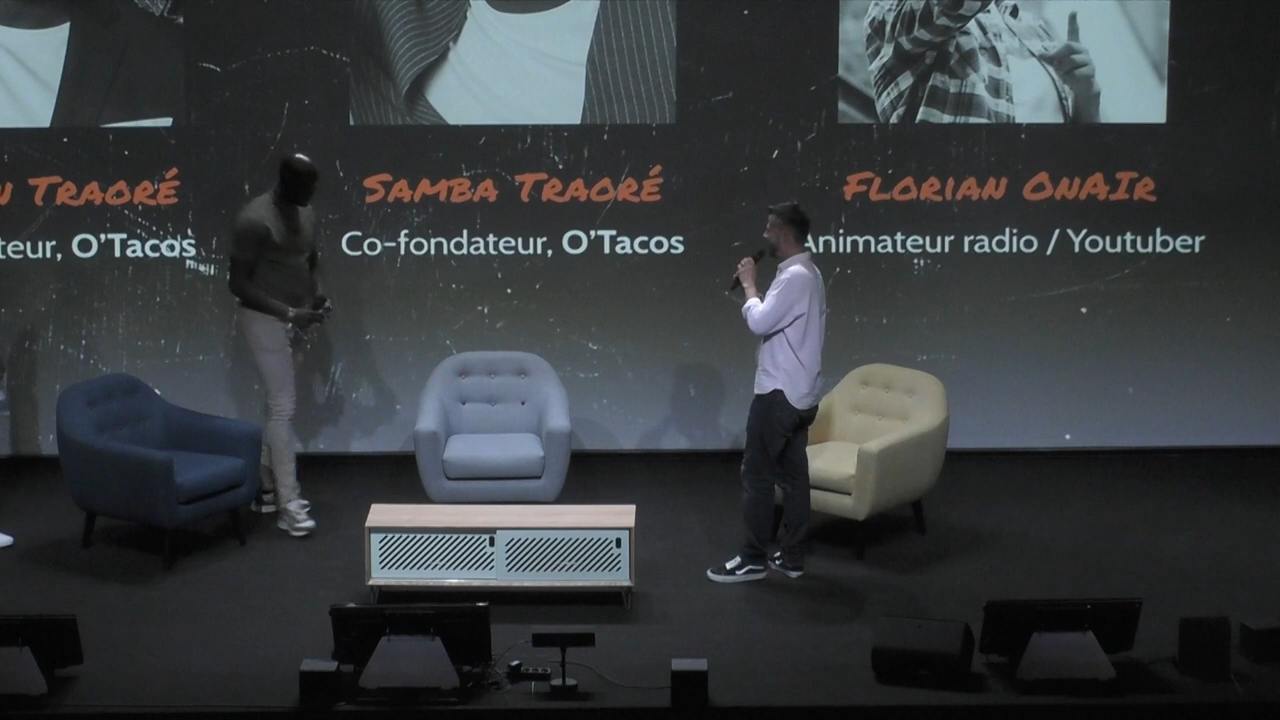 TRAORÉ
SAMBA TRAORÉ
FLORIAN ONAIR
teur, O'Tacos
Co-fondateur, O'Tacos
Animateur radio / Youtuber